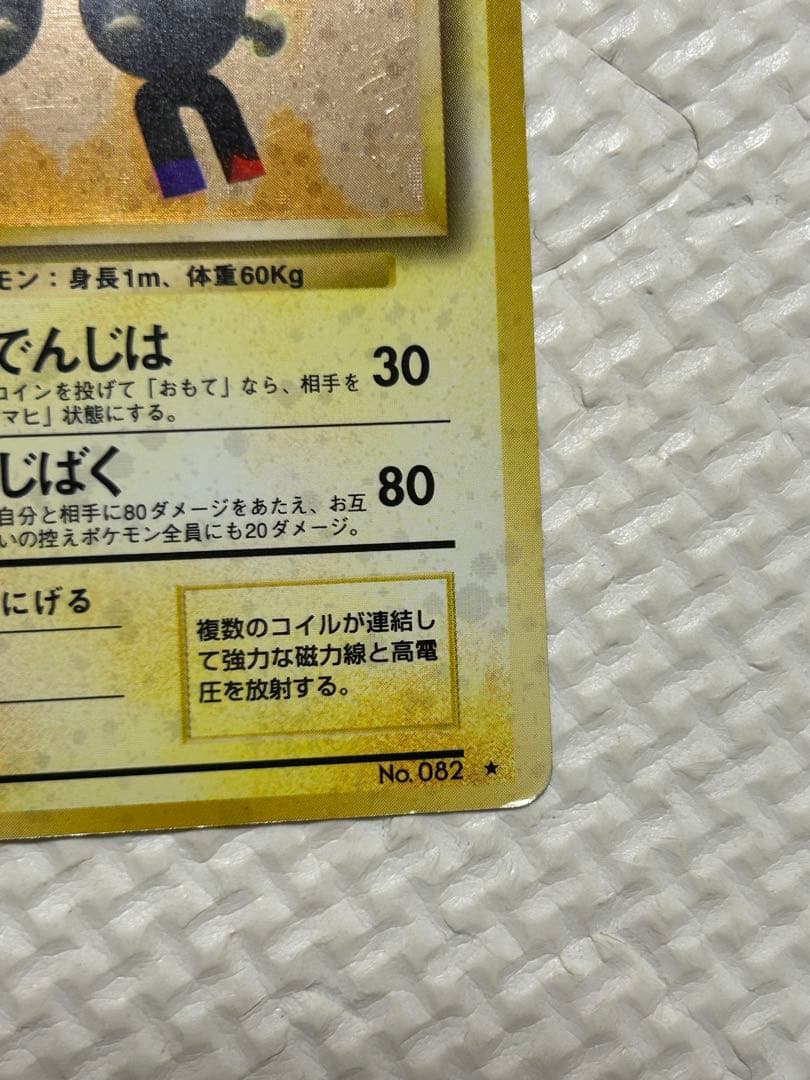 モン：身長1m、体重60Kg
でんじは 30
コインを投げて「おもて」なら、相手を
マヒ」状態にする。
じばく 80
自分と相手に80ダメージをあたえ、お互
いの控えポケモン全員にも20ダメージ。
にげる
複数のコイルが連結し
て強力な磁力線と高電
圧を放射する。
No. 082 ★